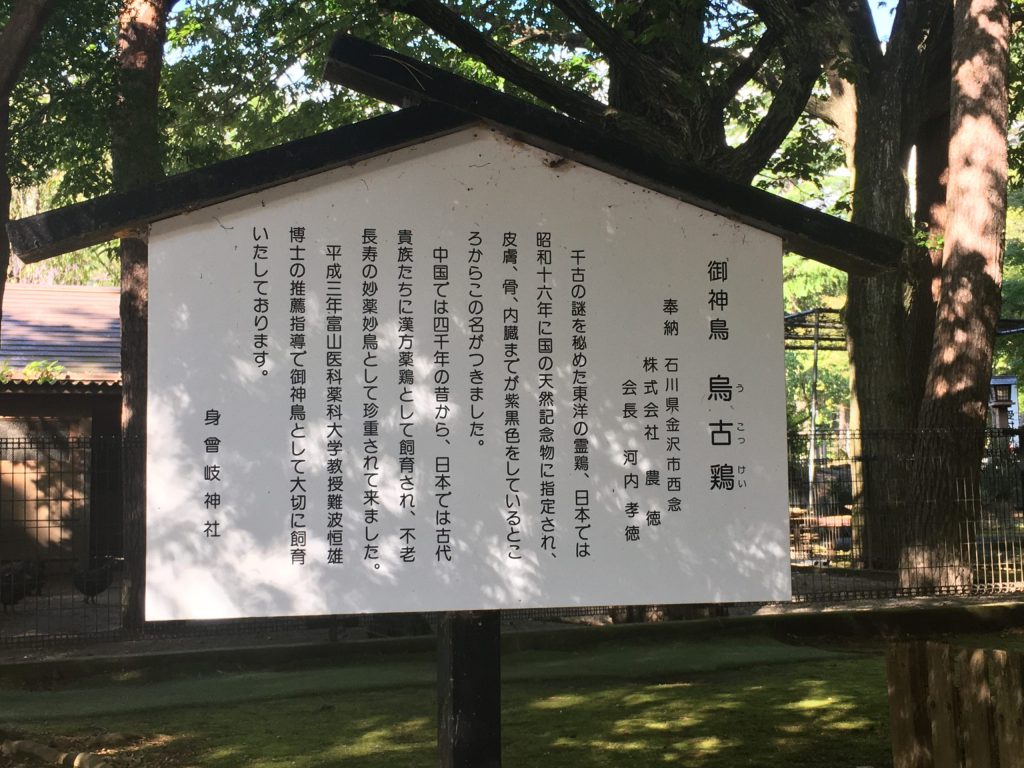 御神鳥 烏古鶏
う こつ けい
奉納 石川県金沢市西念
株式会社 農徳
会長 河内孝徳
千古の謎を秘めた東洋の霊鶏、日本では
昭和十六年に国の天然記念物に指定され、
皮膚、骨、内臓までが紫黒色をしているとこ
ろからこの名がつきました。
中国では四千年の昔から、日本では古代
貴族たちに漢方薬鶏として飼育され、不老
長寿の妙薬妙鳥として珍重されて来ました。
平成三年富山医科薬科大学教授難波恒雄
博士の推薦指導で御神鳥として大切に飼育
いたしております。
身曾岐神社